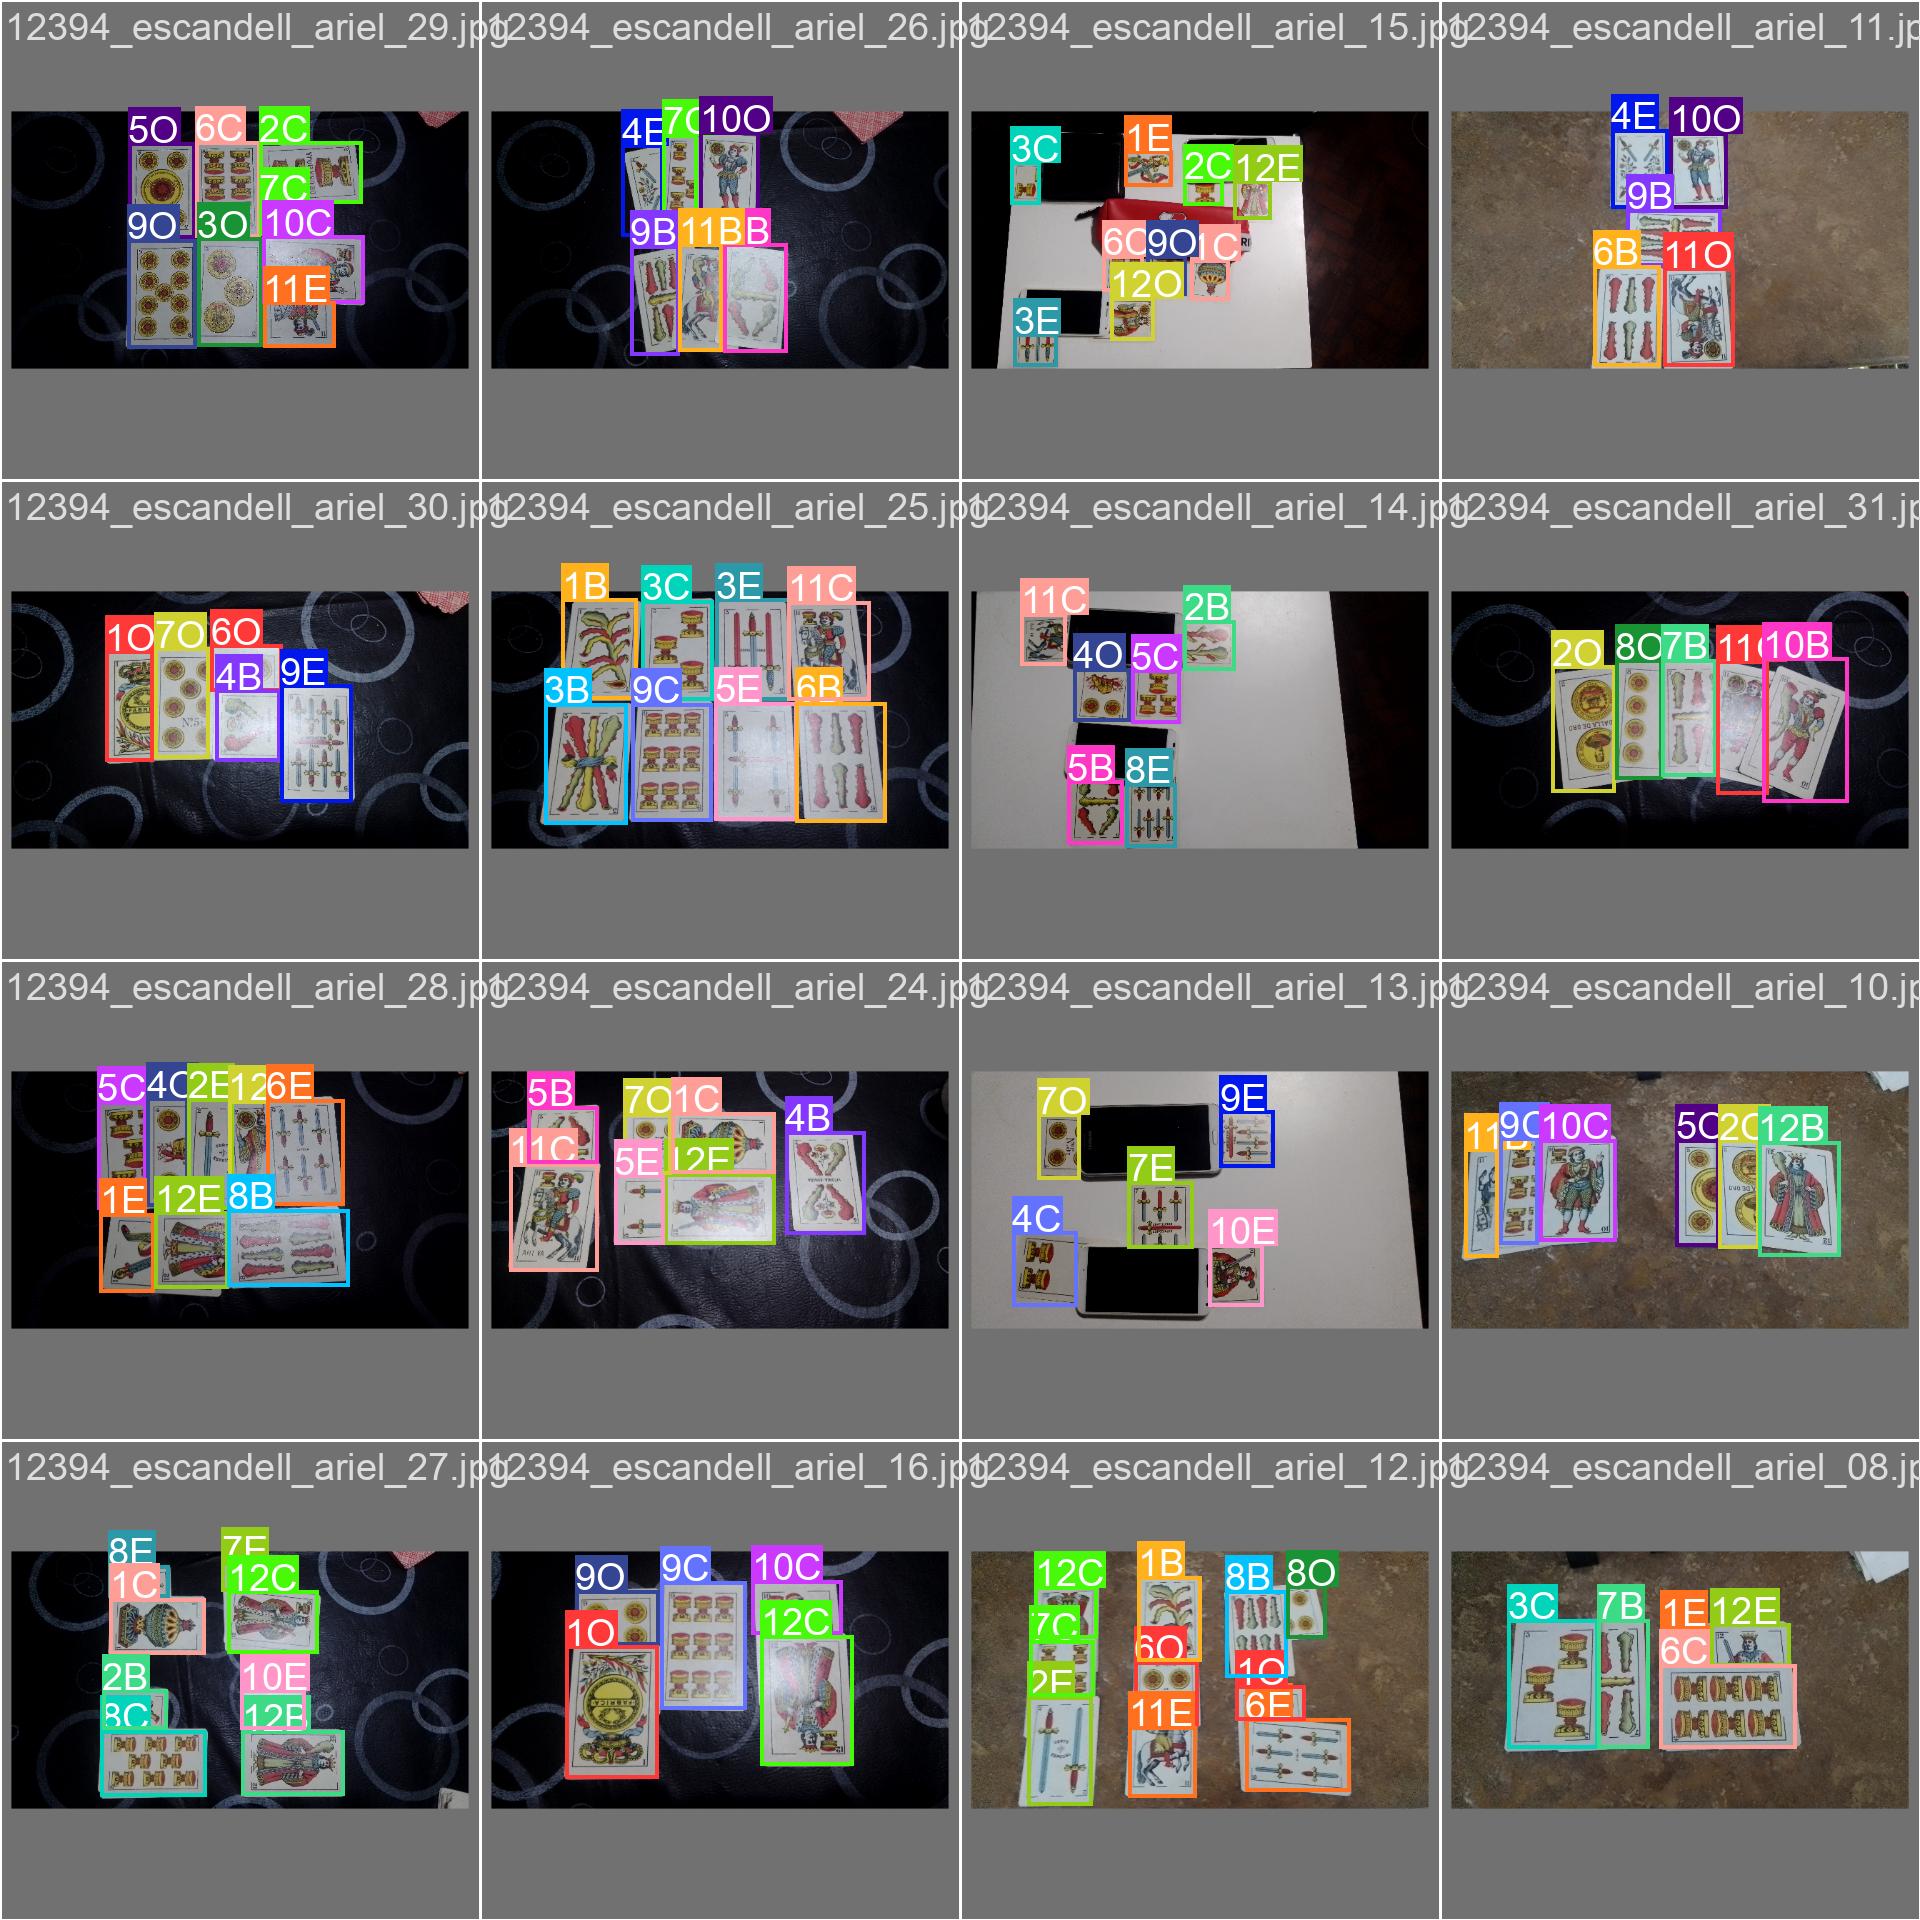 12394_escandell_ariel_29.jpg
12394_escandell_ariel_26.jpg
12394_escandell_ariel_15.jpg
12394_escandell_ariel_11.jp
5O 6C 2C
7C
9O 3O 10C
11E
4E 7C 10O
9B 11B
3C 1E 2C 12E
6C 9O 1C
12O
3E
4E 10O
9B
6B 11O
12394_escandell_ariel_30.jpg
12394_escandell_ariel_25.jpg
12394_escandell_ariel_14.jpg
12394_escandell_ariel_31.jp
1O 7O 6O
4B 9E
1B 3C 3E 11C
3B 9C 5E 6B
11C 2B
4O 5C
5B 8E
2O 8O 7B 10B
12394_escandell_ariel_28.jpg
12394_escandell_ariel_24.jpg
12394_escandell_ariel_13.jpg
12394_escandell_ariel_10.jp
5C 2E 12 6E
1E 12E 8B
5B 7O 1C 4B
11C 5E 12E
7O 9E
7E
4C 10E
11 10C 12B
12394_escandell_ariel_27.jpg
12394_escandell_ariel_16.jpg
12394_escandell_ariel_12.jpg
12394_escandell_ariel_08.jp
8E 7E
1C 12C
2B 10E
8C 12B
9O 9C 10C
1O 12C
12C 1B 8B 8O
7C 6O 1O
2E 11E 6E
3C 7B 1E 12E
6C